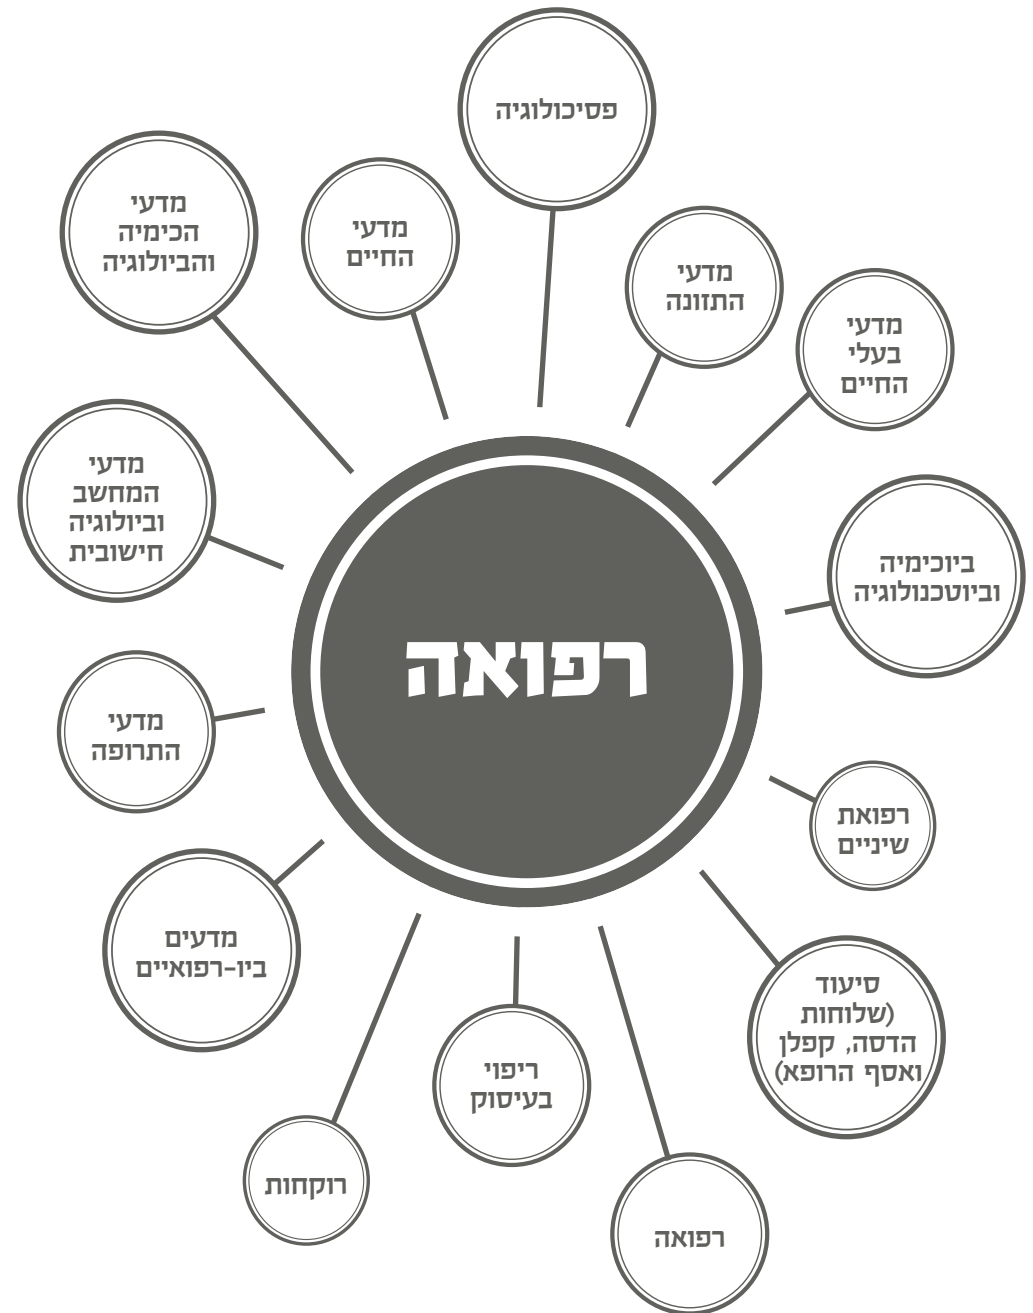 פסיכולוגיה
מדעי
התזונה
מדעי
בעלי
החיים
ביוכימיה
וביוטכנולוגיה
רפואת
שיניים
סיעוד
(שלוחות
הדסה, קפלן
ואסף הרופא)
רפואה
ריפוי
בעיסוק
רוקחות
מדעים
ביו-רפואיים
מדעי
התרופה
מדעי
המחשב
וביולוגיה
חישובית
מדעי
הכימיה
והביולוגיה
מדעי
החיים
רפואה